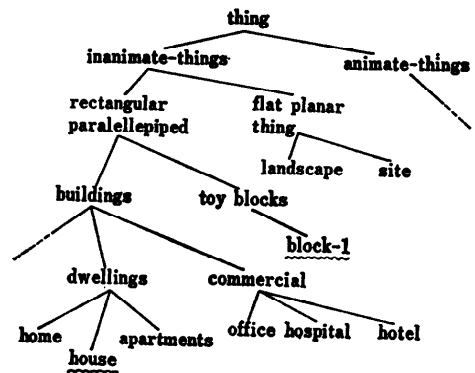 thing
inanimate-things
animate-things
rectangular
paralellepiped
flat planar
thing
landscape
site
buildings
toy blocks
block-1
dwellings
commercial
home
house
apartments
office
hospital
hotel